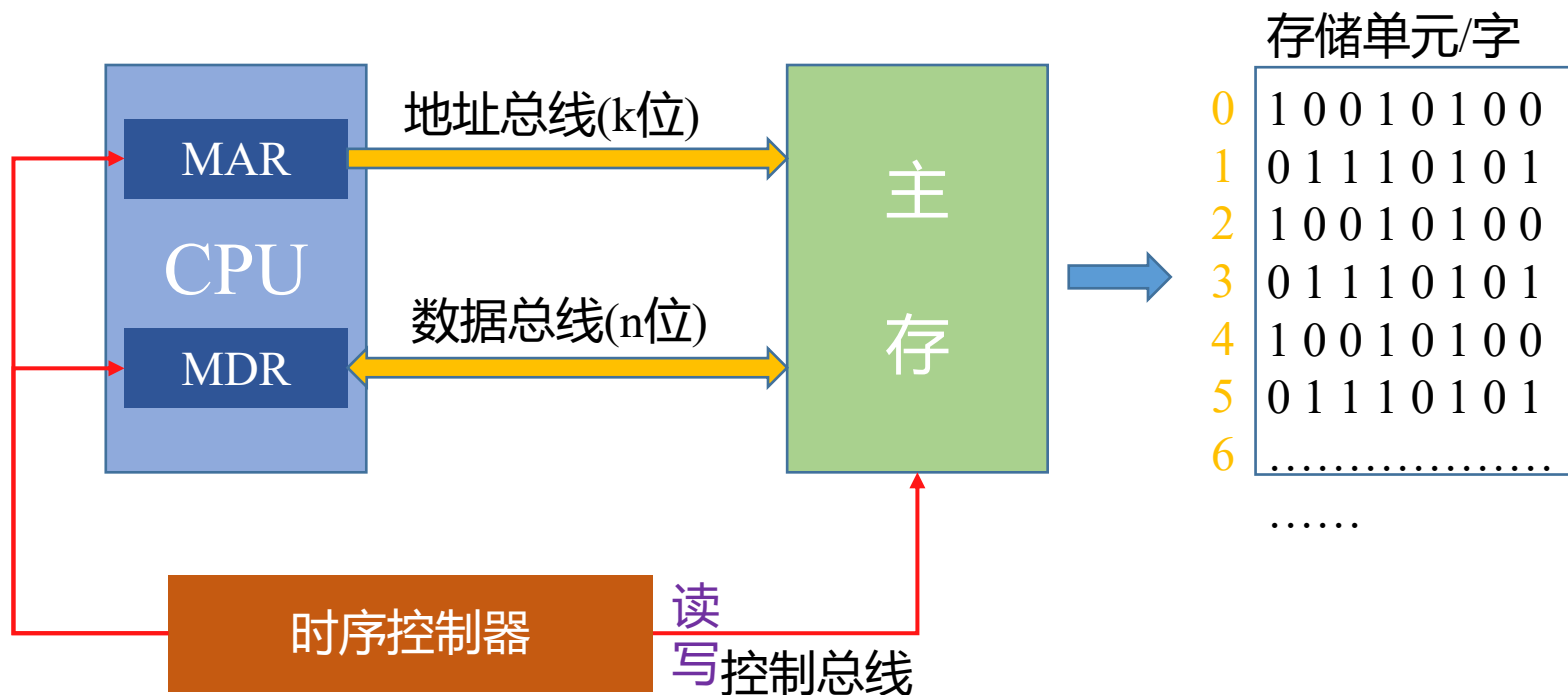 存储单元/字
地址总线(k位)
MAR
CPU
数据总线(n位)
MDR
主
存
0 1 0 0 1 0 1 0 0
1 0 1 1 1 0 1 0 1
2 1 0 0 1 0 1 0 0
3 0 1 1 1 0 1 0 1
4 1 0 0 1 0 1 0 0
5 0 1 1 1 0 1 0 1
6 ………………
……
时序控制器
读
写
控制总线